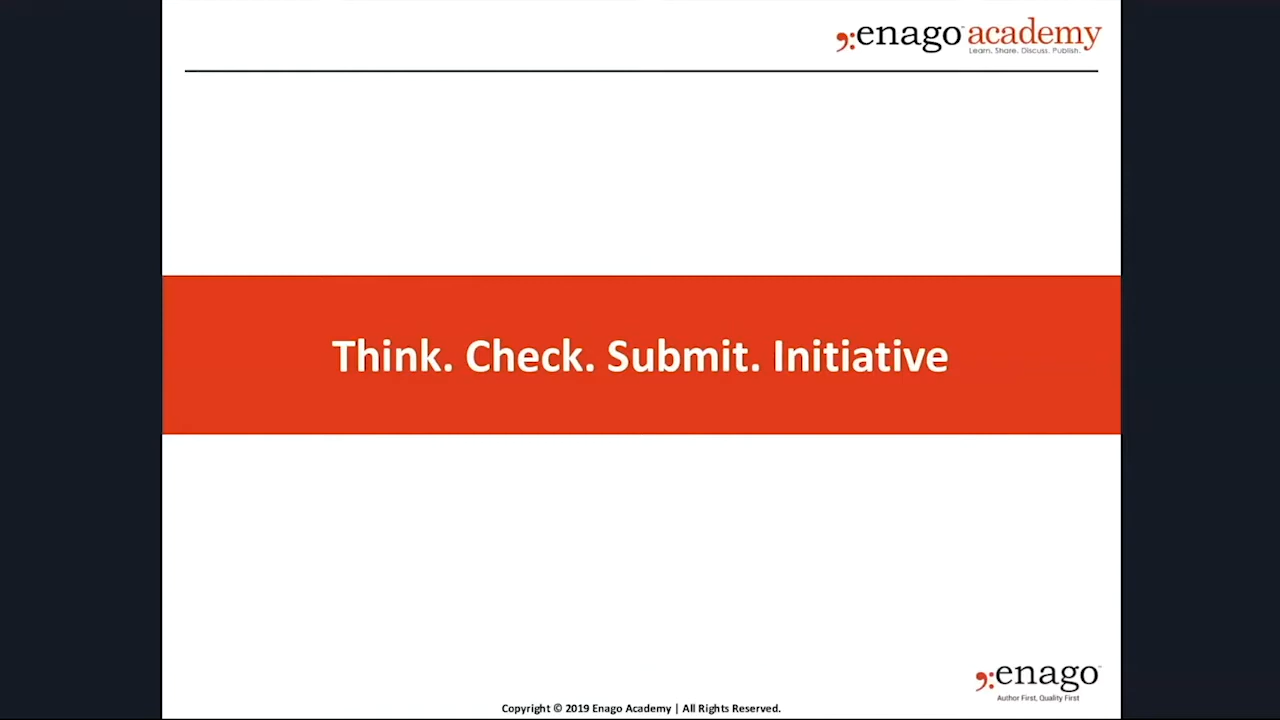 enago academy
Learn. Share. Discuss. Publish.
Think. Check. Submit. Initiative
enago
Author First, Quality First
Copyright © 2019 Enago Academy | All Rights Reserved.